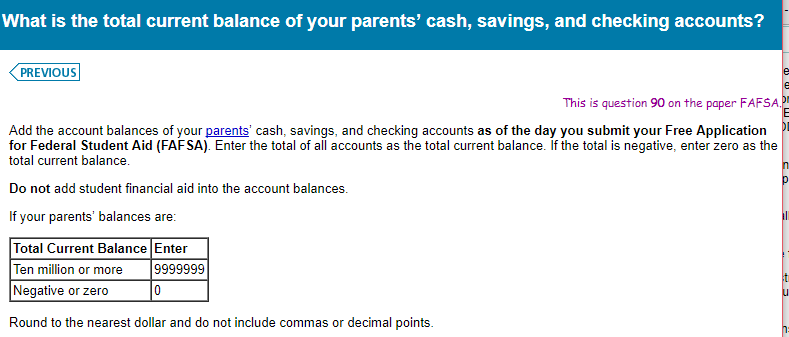 What is the total current balance of your parents’ cash, savings, and checking accounts?
PREVIOUS
This is question 90 on the paper FAFSA.
Add the account balances of your parents’ cash, savings, and checking accounts as of the day you submit your Free Application
for Federal Student Aid (FAFSA). Enter the total of all accounts as the total current balance. If the total is negative, enter zero as the
total current balance.
Do not add student financial aid into the account balances.
If your parents’ balances are:
Total Current Balance Enter
Ten million or more 9999999
Negative or zero 0
Round to the nearest dollar and do not include commas or decimal points.